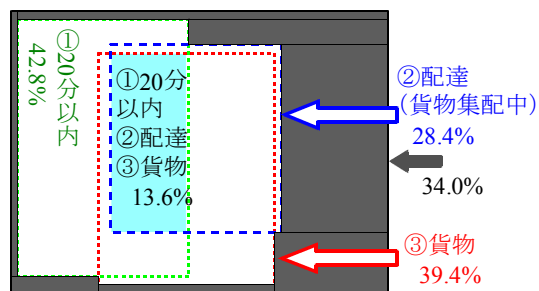 ①20分以内
42.8%
①20分
以内
②配達
③貨物
13.6%
②配達
(貨物集配中)
28.4%
34.0%
③貨物
39.4%